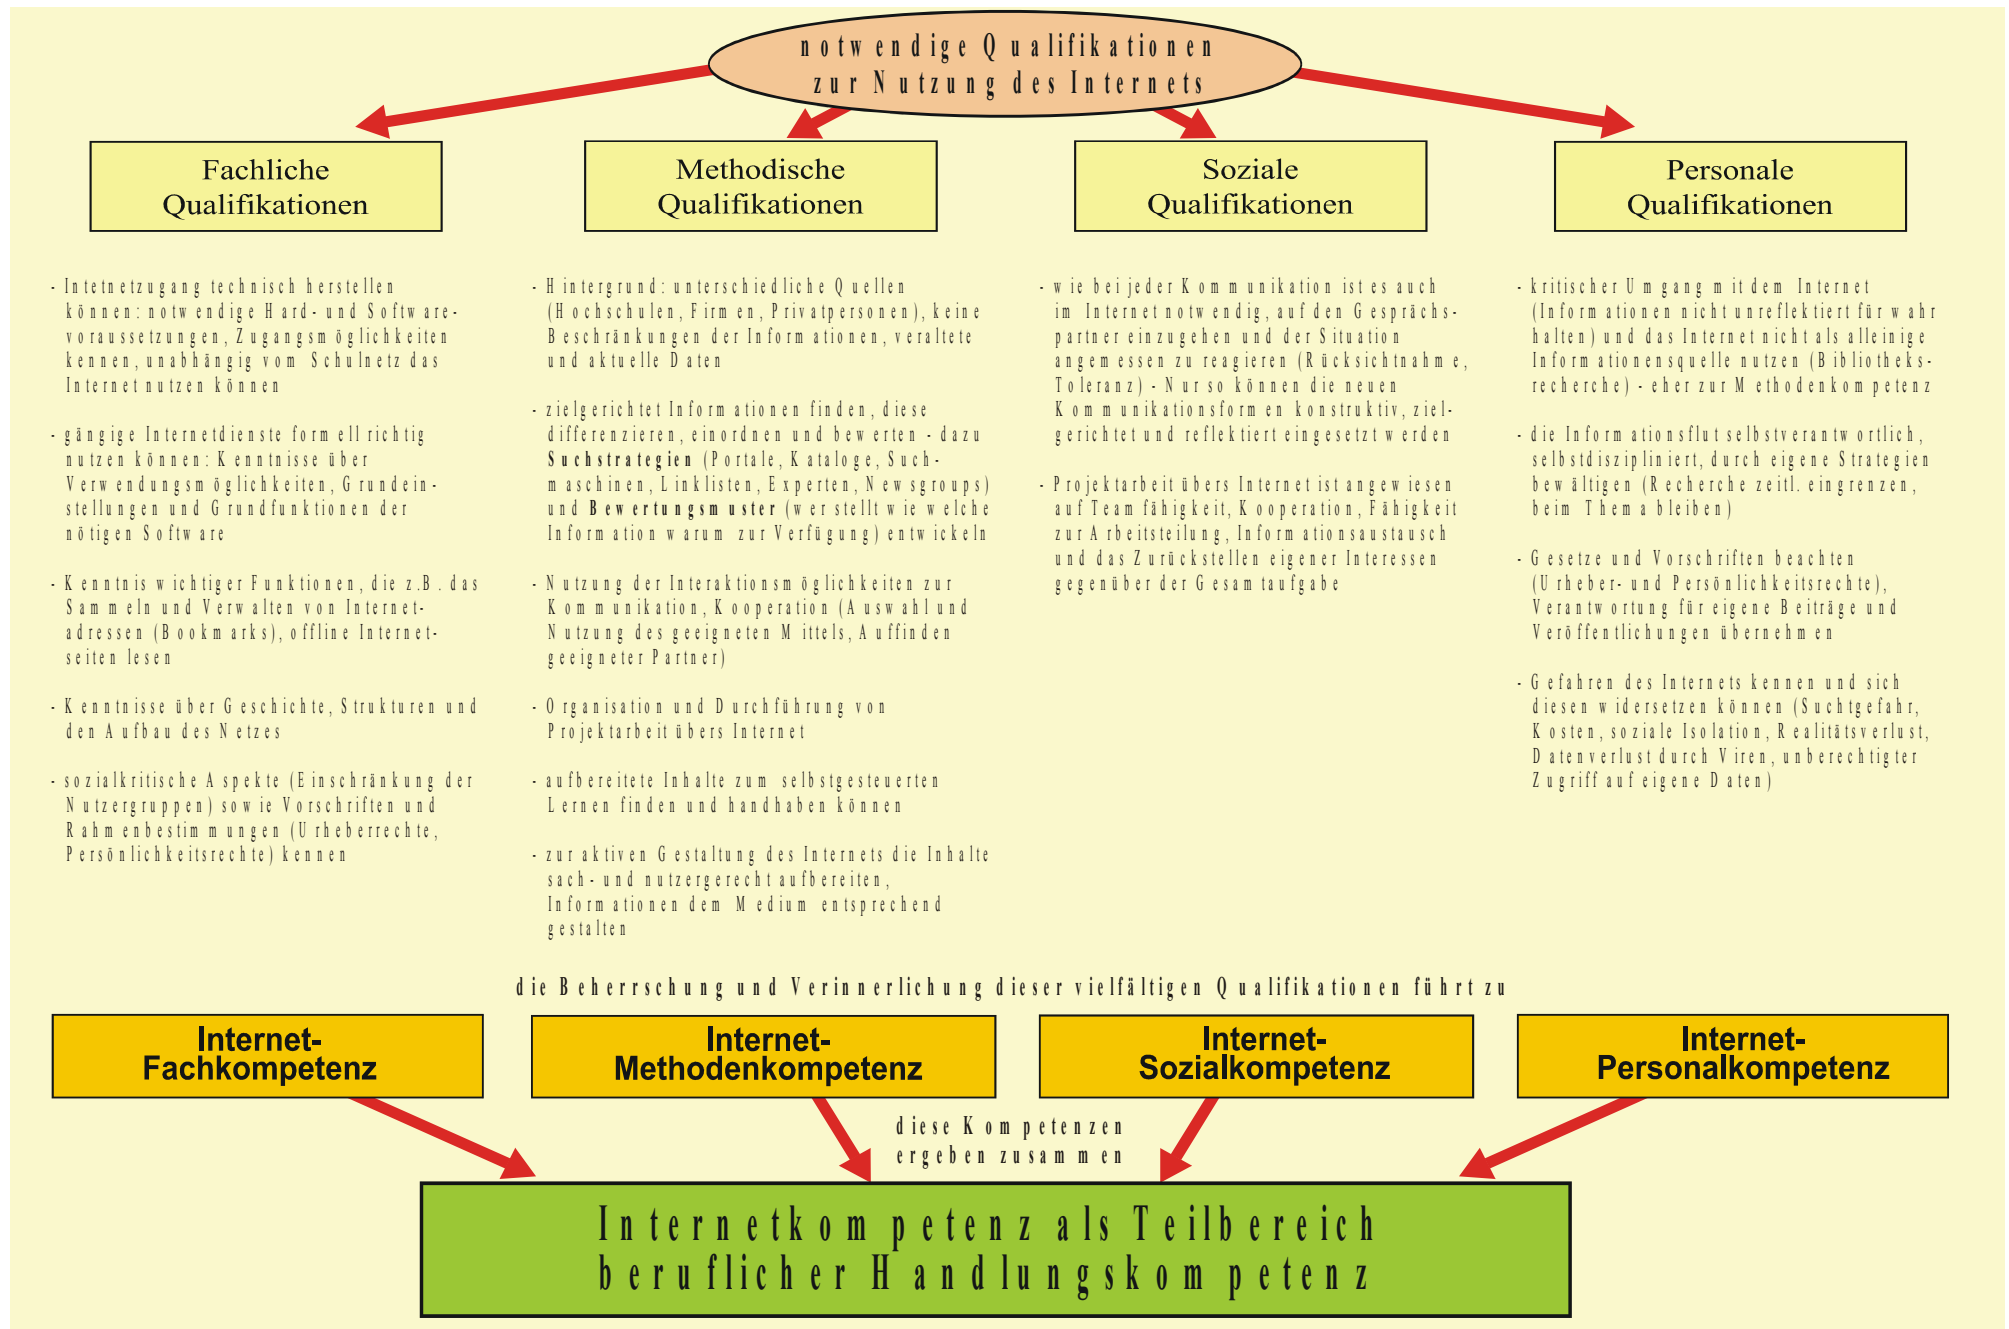 notwendige Qualifikationen
zur Nutzung des Internets
Fachliche
Qualifikationen
Methodische
Qualifikationen
Soziale
Qualifikationen
Personale
Qualifikationen
- Intetnetzugang technisch herstellen
können: notwendige Hard- und Software-
voraussetzungen, Zugangsmöglichkeiten
kennen, unabhängig vom Schulnetz das
Internet nutzen können
- gängige Internetdienste formell richtig
nutzen können: Kenntnisse über
Verwendungsmöglichkeiten, Grundein-
stellungen und Grundfunktionen der
nötigen Software
- Kenntnis wichtiger Funktionen, die z.B. das
Sammeln und Verwalten von Internet-
adressen (Bookmarks), offline Internet-
seiten lesen
- Kenntnisse über Geschichte, Strukturen und
den Aufbau des Netzes
- sozialkritische Aspekte (Einschränkung der
Nutzergruppen) sowie Vorschriften und
Rahmenbestimmungen (Urheberrechte,
Persönlichkeitsrechte) kennen
- Hintergrund: unterschiedliche Quellen
(Hochschulen, Firmen, Privatpersonen), keine
Beschränkungen der Informationen, veraltete
und aktuelle Daten
- zielgerichtet Informationen finden, diese
differenzieren, einordnen und bewerten - dazu
Suchstrategien (Portale, Kataloge, Such-
maschinen, Linklisten, Experten, Newsgroups)
und Bewertungsmuster (wer stellt wie welche
Information warum zur Verfügung) entwickeln
- Nutzung der Interaktionsmöglichkeiten zur
Kommunikation, Kooperation (Auswahl und
Nutzung des geeigneten Mittels, Auffinden
geeigneter Partner)
- Organisation und Durchführung von
Projektarbeit übers Internet
- aufbereitete Inhalte zum selbstgesteuerten
Lernen finden und handhaben können
- zur aktiven Gestaltung des Internets die Inhalte
sach- und nutzergerecht aufbereiten,
Informationen dem Medium entsprechend
gestalten
- wie bei jeder Kommunikation ist es auch
im Internet notwendig, auf den Gesprächs-
partner einzugehen und der Situation
angemessen zu reagieren (Rücksichtnahme,
Toleranz) - Nur so können die neuen
Kommunikationsformen konstruktiv, ziel-
gerichtet und reflektiert eingesetzt werden
- Projektarbeit übers Internet ist angewiesen
auf Teamfähigkeit, Kooperation, Fähigkeit
zur Arbeitsteilung, Informationsaustausch
und das Zurückstellen eigener Interessen
gegenüber der Gesamtaufgabe
- kritischer Umgang mit dem Internet
(Informationen nicht unreflektiert für wahr
halten) und das Internet nicht als alleinige
Informationensquelle nutzen (Bibliotheks-
recherche) - eher zur Methodenkompetenz
- die Informationsflut selbstverantwortlich,
selbstdiszipliniert, durch eigene Strategien
bewältigen (Recherche zeitl. eingrenzen,
beim Thema bleiben)
- Gesetze und Vorschriften beachten
(Urheber- und Persönlichkeitsrechte),
Verantwortung für eigene Beiträge und
Veröffentlichungen übernehmen
- Gefahren des Internets kennen und sich
diesen widersetzen können (Suchtgefahr,
Kosten, soziale Isolation, Realitätsverlust,
Datenverlust durch Viren, unberechtigter
Zugriff auf eigene Daten)
die Beherrschung und Verinnerlichung dieser vielfältigen Qualifikationen führt zu
Internet-
Fachkompetenz
Internet-
Methodenkompetenz
Internet-
Sozialkompetenz
Internet-
Personalkompetenz
diese Kompetenzen
ergeben zusammen
Internetkompetenz als Teilbereich
beruflicher Handlungskompetenz